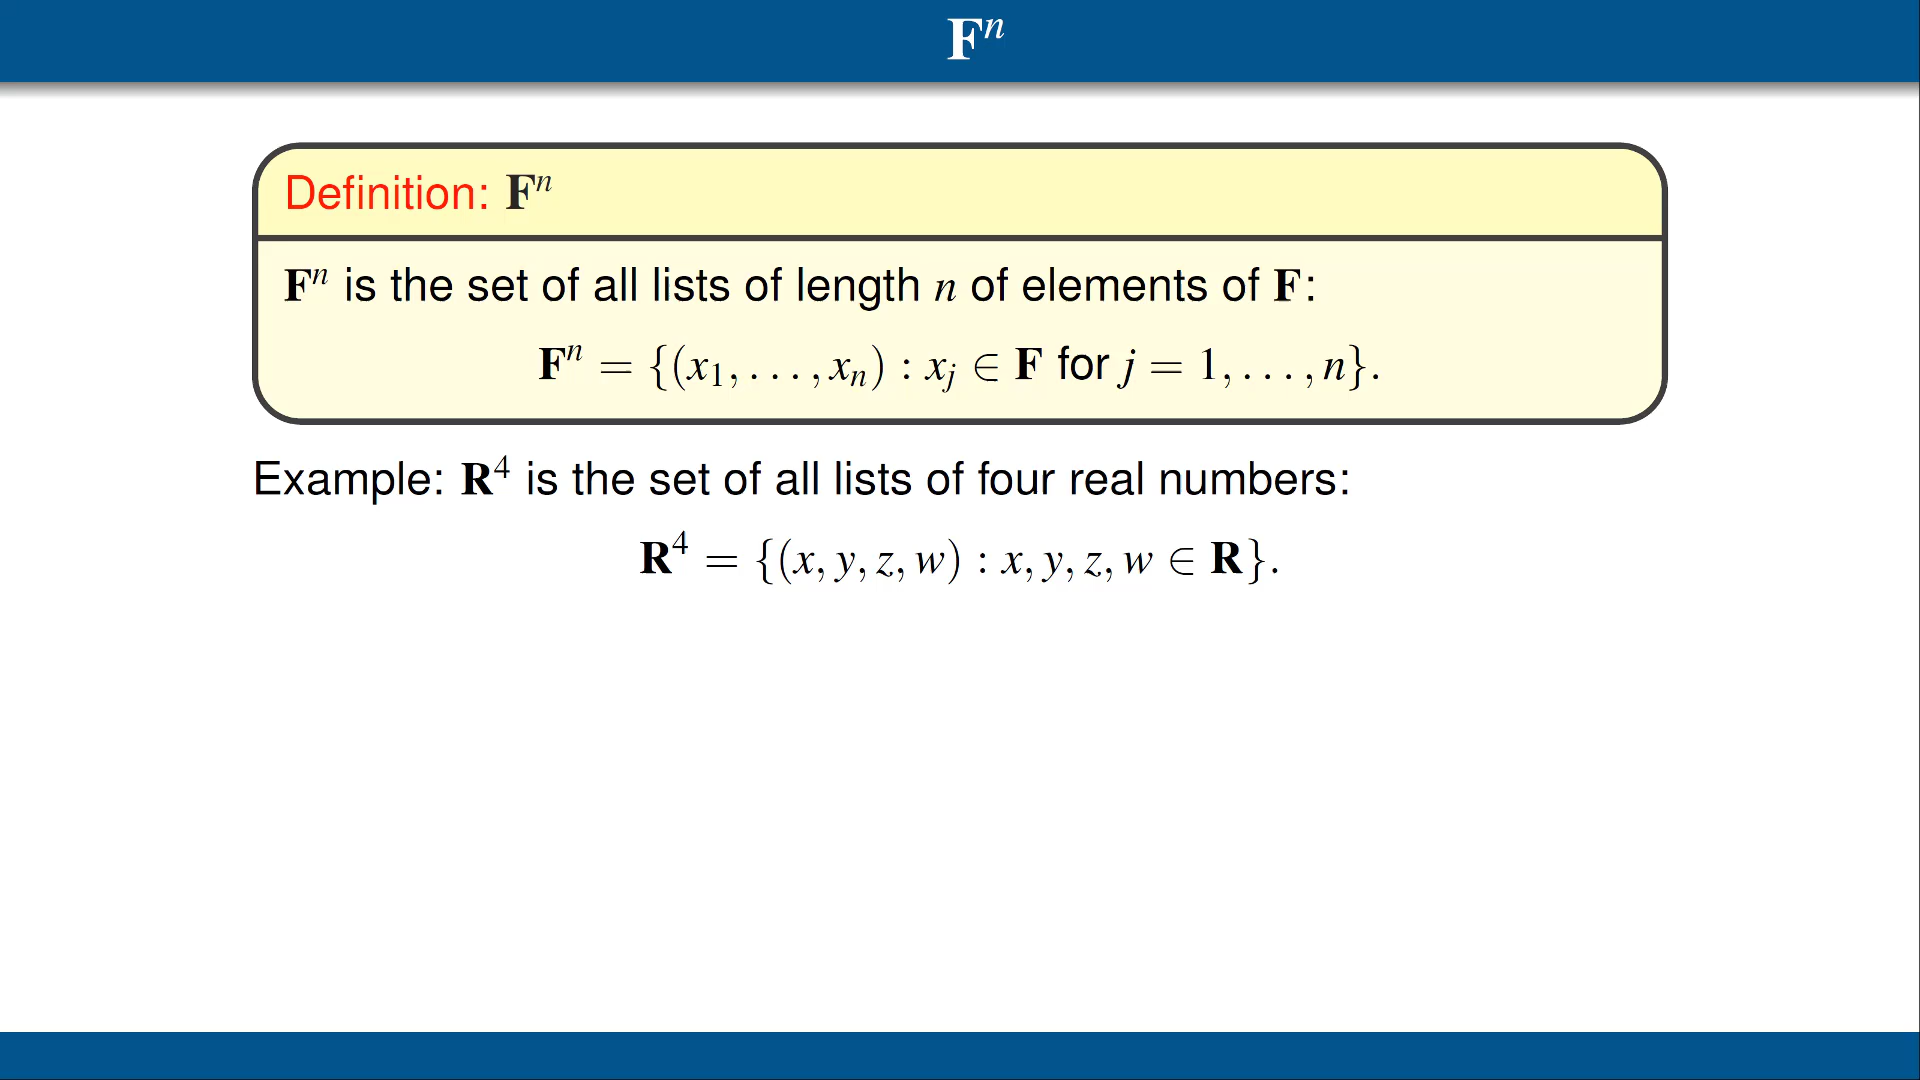 Fⁿ
Definition: Fⁿ
Fⁿ is the set of all lists of length n of elements of F:
Fⁿ = {(x₁, . . . , xₙ) : xⱼ ∈ F for j = 1, . . . , n}.
Example: R⁴ is the set of all lists of four real numbers:
R⁴ = {(x, y, z, w) : x, y, z, w ∈ R}.